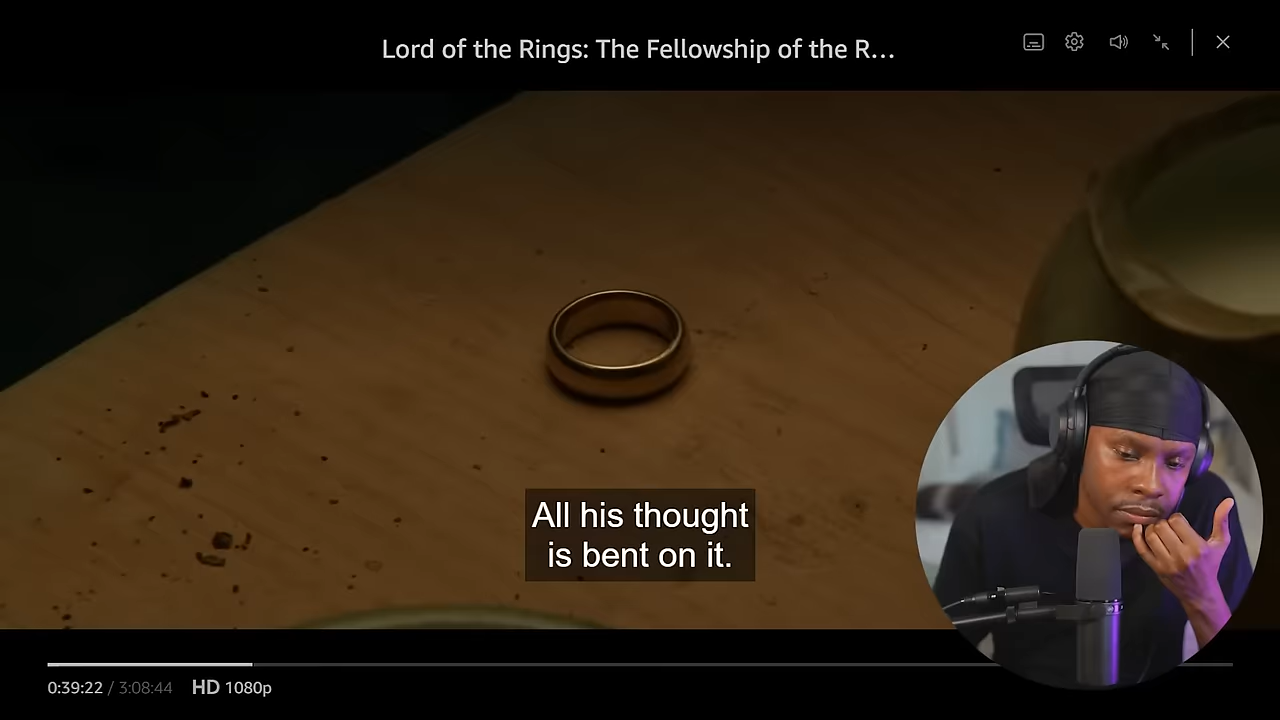 Lord of the Rings: The Fellowship of the R...
All his thought
is bent on it.
0:39:22 / 3:08:44 HD 1080p